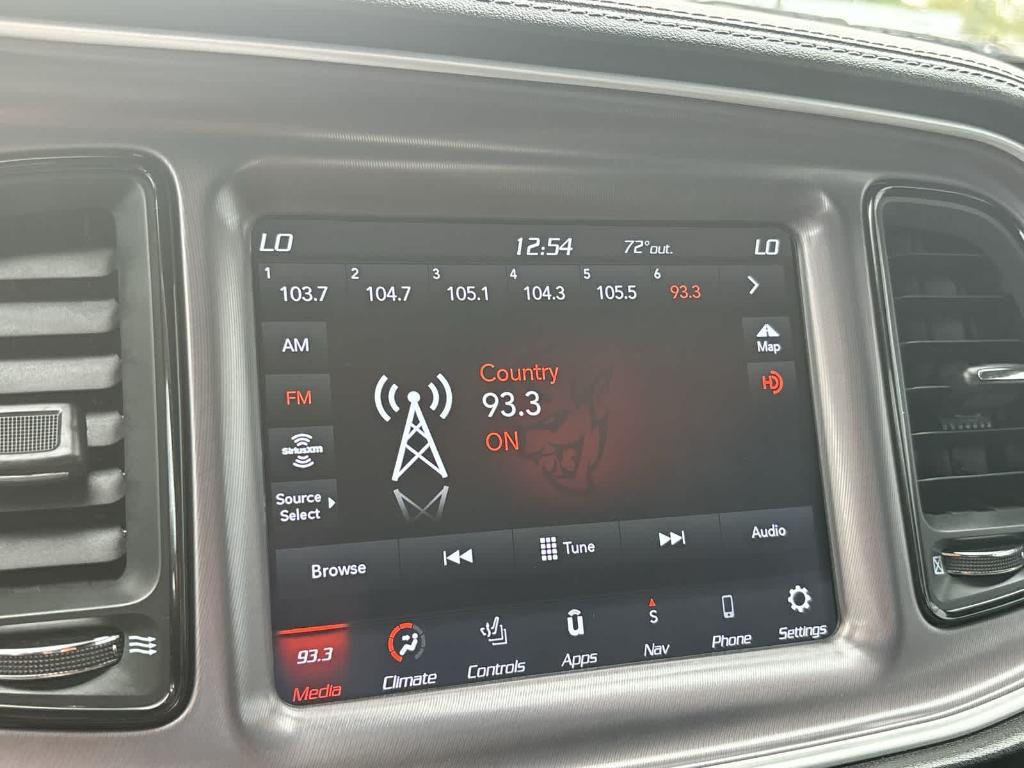 LO 12:54 72°out. LO
1 2 3 4 5 6
103.7 104.7 105.1 104.3 105.5 93.3
AM
Map
FM
HD
Country
93.3
ON
SiriusXM
Source
Select
Browse Tune Audio
93.3
S
Media Climate Controls Apps Nav Phone Settings